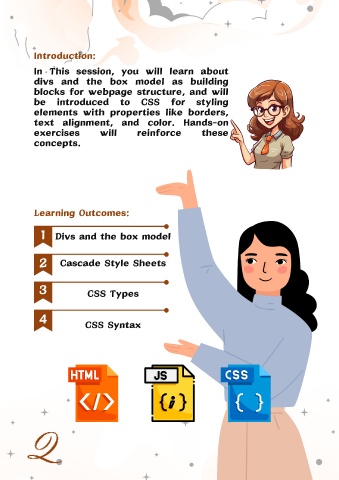 Introduction:
In This session, you will learn about
divs and the box model as building
blocks for webpage structure, and will
be introduced to CSS for styling
elements with properties like borders,
text alignment, and color. Hands-on
exercises will reinforce these
concepts.
Learning Outcomes:
1 Divs and the box model
2 Cascade Style Sheets
3 CSS Types
4 CSS Syntax
HTML JS CSS
</> {i} { }
2